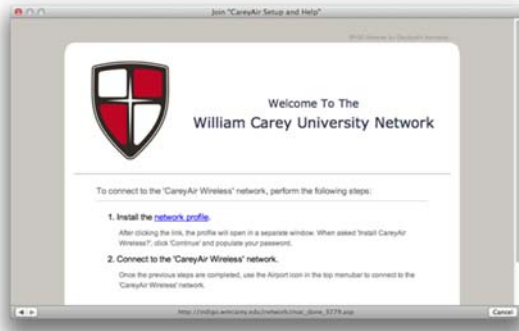 Join "CareyAir Setup and Help"
Welcome To The
William Carey University Network
To connect to the 'CareyAir Wireless' network, perform the following steps:
1. Install the network profile.
After clicking the link, the profile will open in a separate window. When asked 'Install CareyAir
Wireless?', click 'Continue' and populate your password.
2. Connect to the 'CareyAir Wireless' network.
Once the previous steps are completed, use the Airport icon in the top menubar to connect to the
'CareyAir Wireless' network.
Cancel